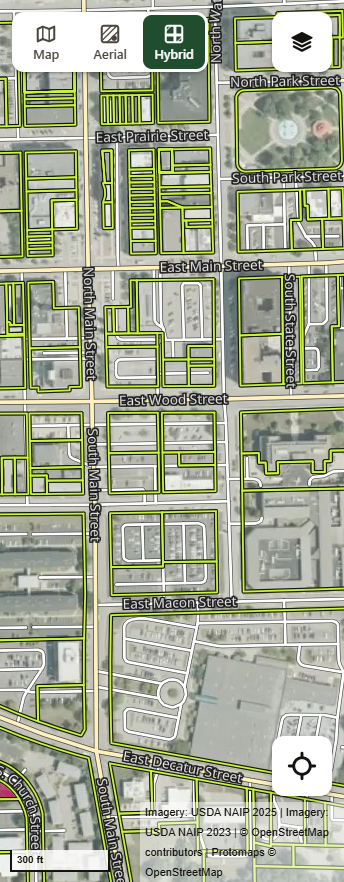 Map
Aerial
Hybrid
North Wa
North Park Street
East Prairie Street
South Park Street
East Main Street
North Main Street
South State Street
East Wood Street
South Main Street
East Macon Street
East Decatur Street
S. Church Street
South Main Stree
Imagery: USDA NAIP 2025 | Imagery:
USDA NAIP 2023 | © OpenStreetMap
contributors | Protomaps ©
OpenStreetMap
300 ft